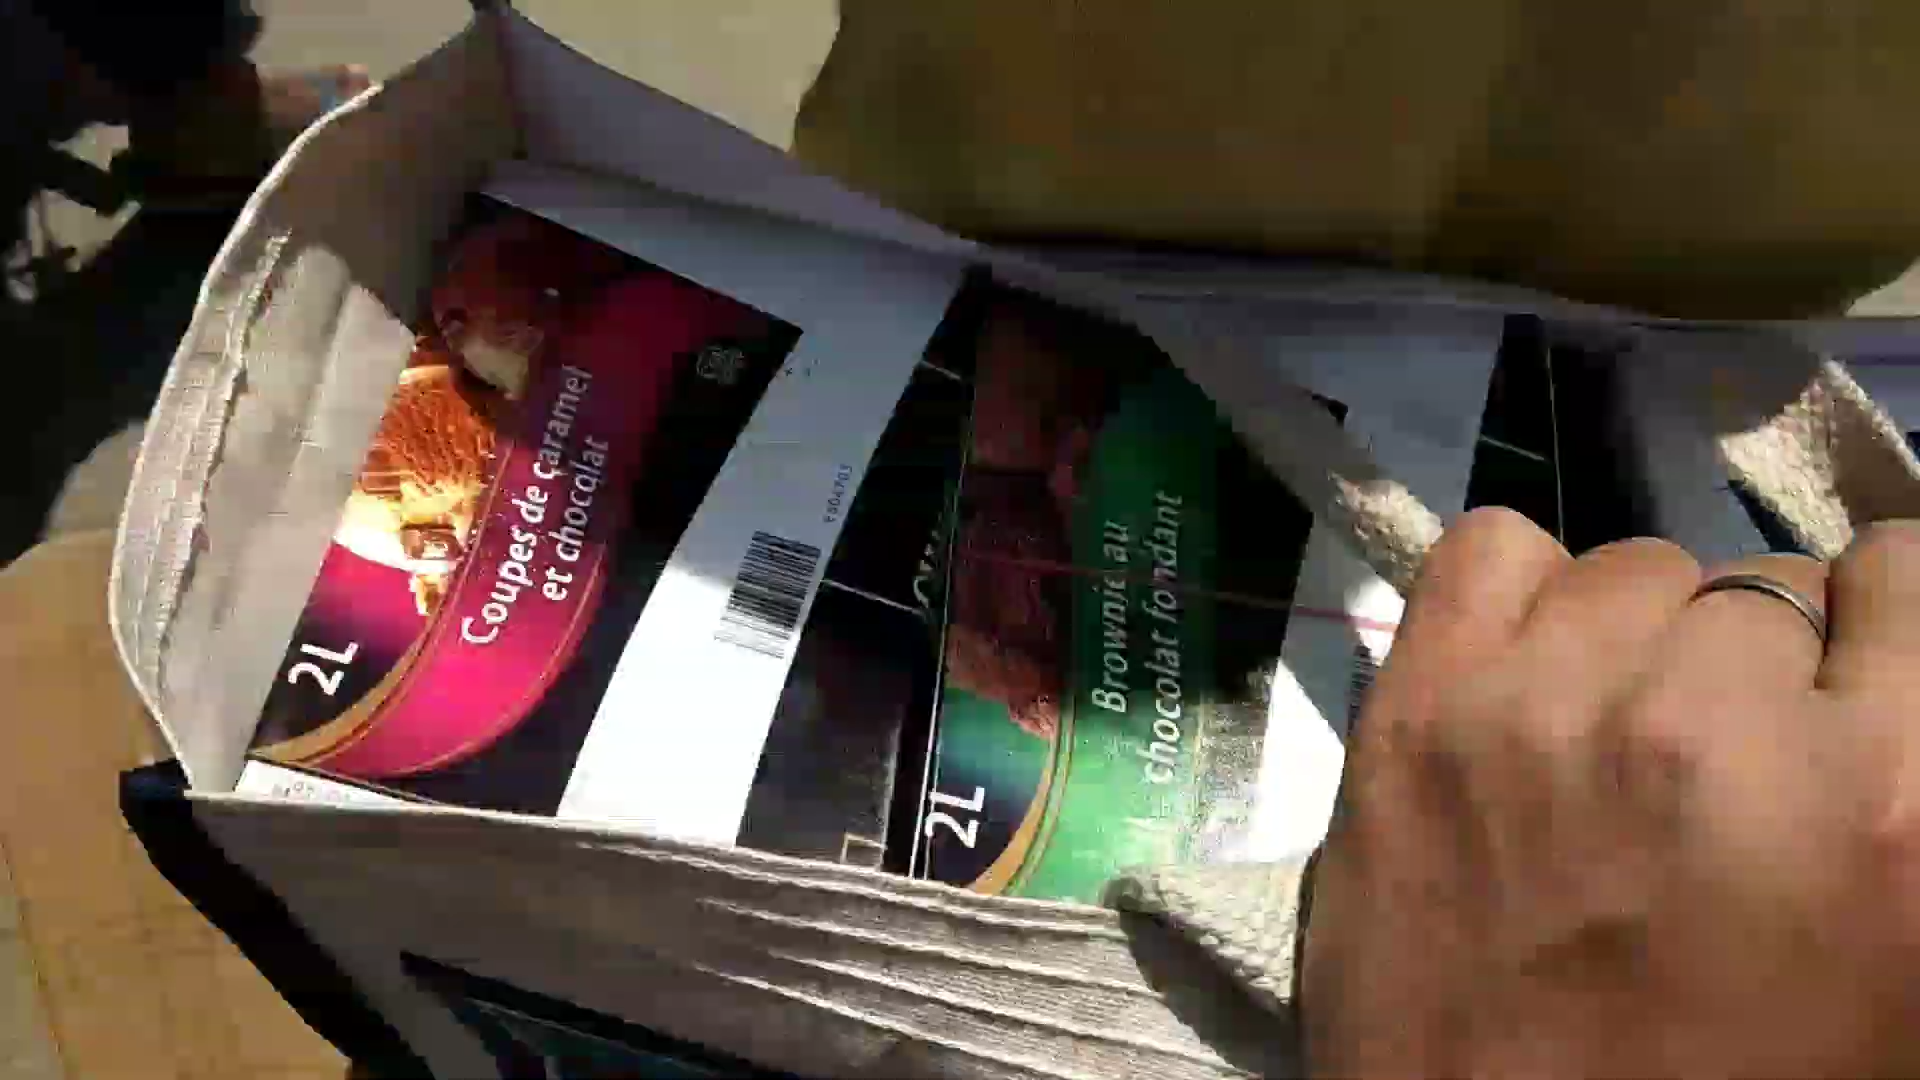 Coupes de caramel
et chocolat
2L
Brownie au
chocolat fondant
2L